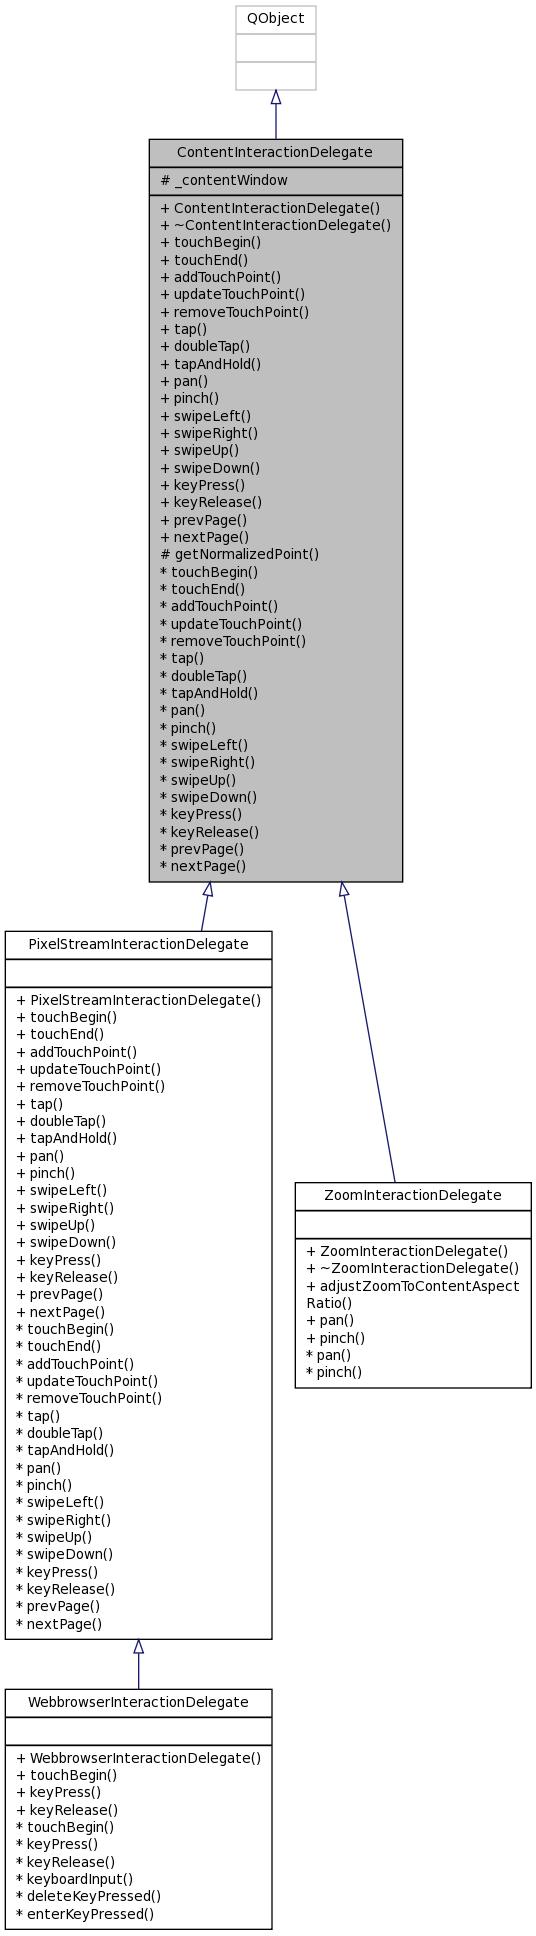 QObject
ContentInteractionDelegate
# _contentWindow
+ ContentInteractionDelegate()
+ ~ContentInteractionDelegate()
+ touchBegin()
+ touchEnd()
+ addTouchPoint()
+ updateTouchPoint()
+ removeTouchPoint()
+ tap()
+ doubleTap()
+ tapAndHold()
+ pan()
+ pinch()
+ swipeLeft()
+ swipeRight()
+ swipeUp()
+ swipeDown()
+ keyPress()
+ keyRelease()
+ prevPage()
+ nextPage()
# getNormalizedPoint()
* touchBegin()
* touchEnd()
* addTouchPoint()
* updateTouchPoint()
* removeTouchPoint()
* tap()
* doubleTap()
* tapAndHold()
* pan()
* pinch()
* swipeLeft()
* swipeRight()
* swipeUp()
* swipeDown()
* keyPress()
* keyRelease()
* prevPage()
* nextPage()
PixelStreamInteractionDelegate
+ PixelStreamInteractionDelegate()
+ touchBegin()
+ touchEnd()
+ addTouchPoint()
+ updateTouchPoint()
+ removeTouchPoint()
+ tap()
+ doubleTap()
+ tapAndHold()
+ pan()
+ pinch()
+ swipeLeft()
+ swipeRight()
+ swipeUp()
+ swipeDown()
+ keyPress()
+ keyRelease()
+ prevPage()
+ nextPage()
* touchBegin()
* touchEnd()
* addTouchPoint()
* updateTouchPoint()
* removeTouchPoint()
* tap()
* doubleTap()
* tapAndHold()
* pan()
* pinch()
* swipeLeft()
* swipeRight()
* swipeUp()
* swipeDown()
* keyPress()
* keyRelease()
* prevPage()
* nextPage()
ZoomInteractionDelegate
+ ZoomInteractionDelegate()
+ ~ZoomInteractionDelegate()
+ adjustZoomToContentAspect
Ratio()
+ pan()
+ pinch()
* pan()
* pinch()
WebbrowserInteractionDelegate
+ WebbrowserInteractionDelegate()
+ touchBegin()
+ keyPress()
+ keyRelease()
* touchBegin()
* keyPress()
* keyRelease()
* keyboardInput()
* deleteKeyPressed()
* enterKeyPressed()